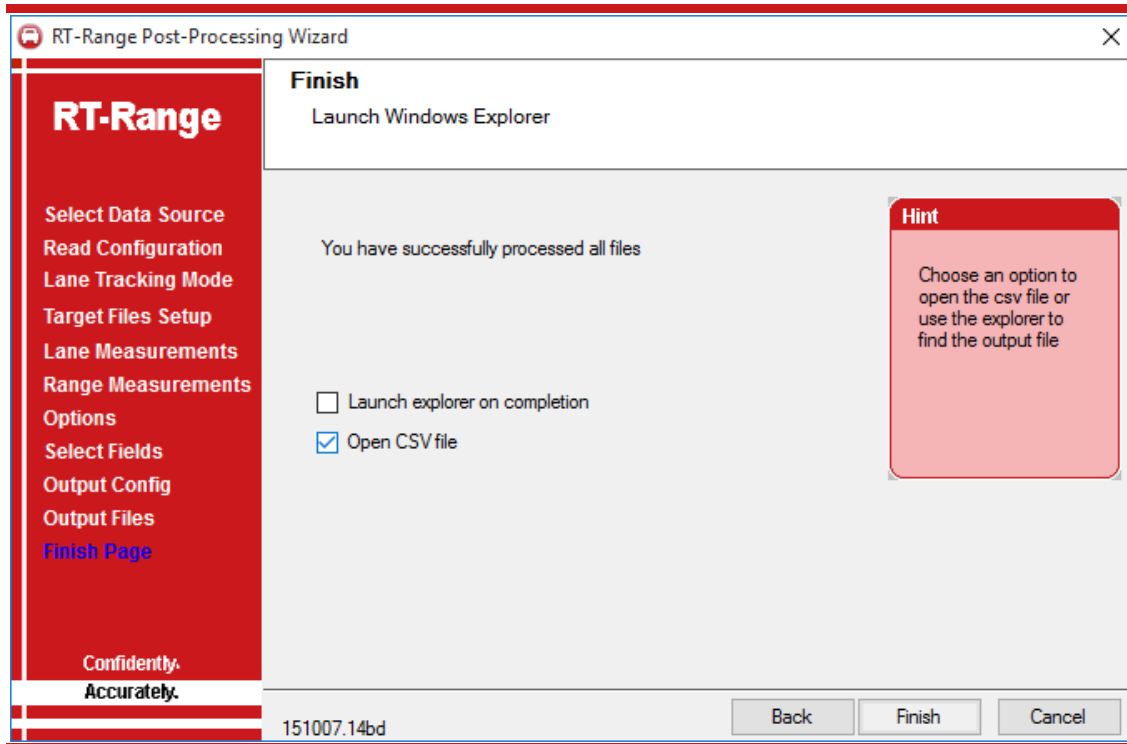 RT-Range Post-Processing Wizard
RT-Range
Select Data Source
Read Configuration
Lane Tracking Mode
Target Files Setup
Lane Measurements
Range Measurements
Options
Select Fields
Output Config
Output Files
Finish Page
Confidently.
Accurately.
Finish
Launch Windows Explorer
You have successfully processed all files
Launch explorer on completion
Open CSV file
Hint
Choose an option to
open the csv file or
use the explorer to
find the output file
151007.14bd
Back
Finish
Cancel